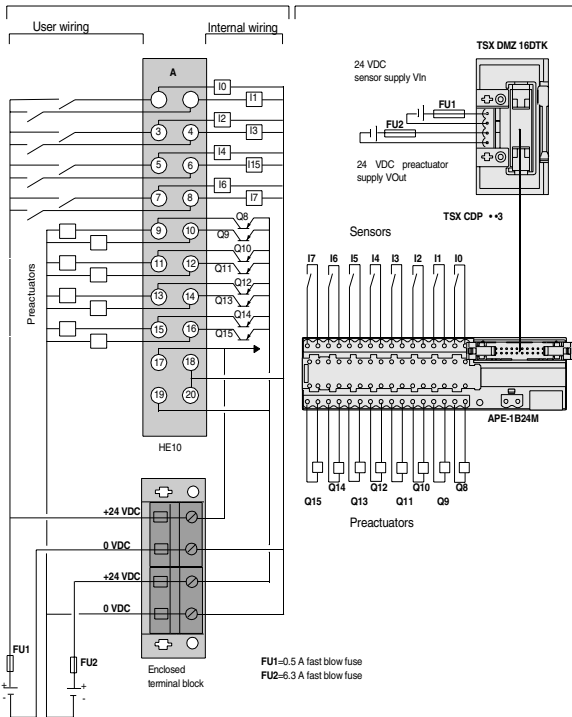 User wiring
Internal wiring
A
I0
I1
I2
3
4
I3
I4
5
6
I15
I6
7
8
I7
Q8
9
10
Q9
Q10
11
12
Q11
Q12
13
14
Q13
Q14
15
16
Q15
17
18
19
20
Preactuators
HE10
+24 VDC
0 VDC
+24 VDC
0 VDC
FU1
FU2
+
-
+
-
Enclosed
terminal block
TSX DMZ 16DTK
24 VDC
sensor supply VIn
FU1
FU2
24 VDC preactuator
supply VOut
TSX CDP ••3
Sensors
I7 I6 I5 I4 I3 I2 I1 I0
APE-1B24M
Q14 Q12 Q10 Q8
Q15 Q13 Q11 Q9
Preactuators
FU1=0.5 A fast blow fuse
FU2=6.3 A fast blow fuse